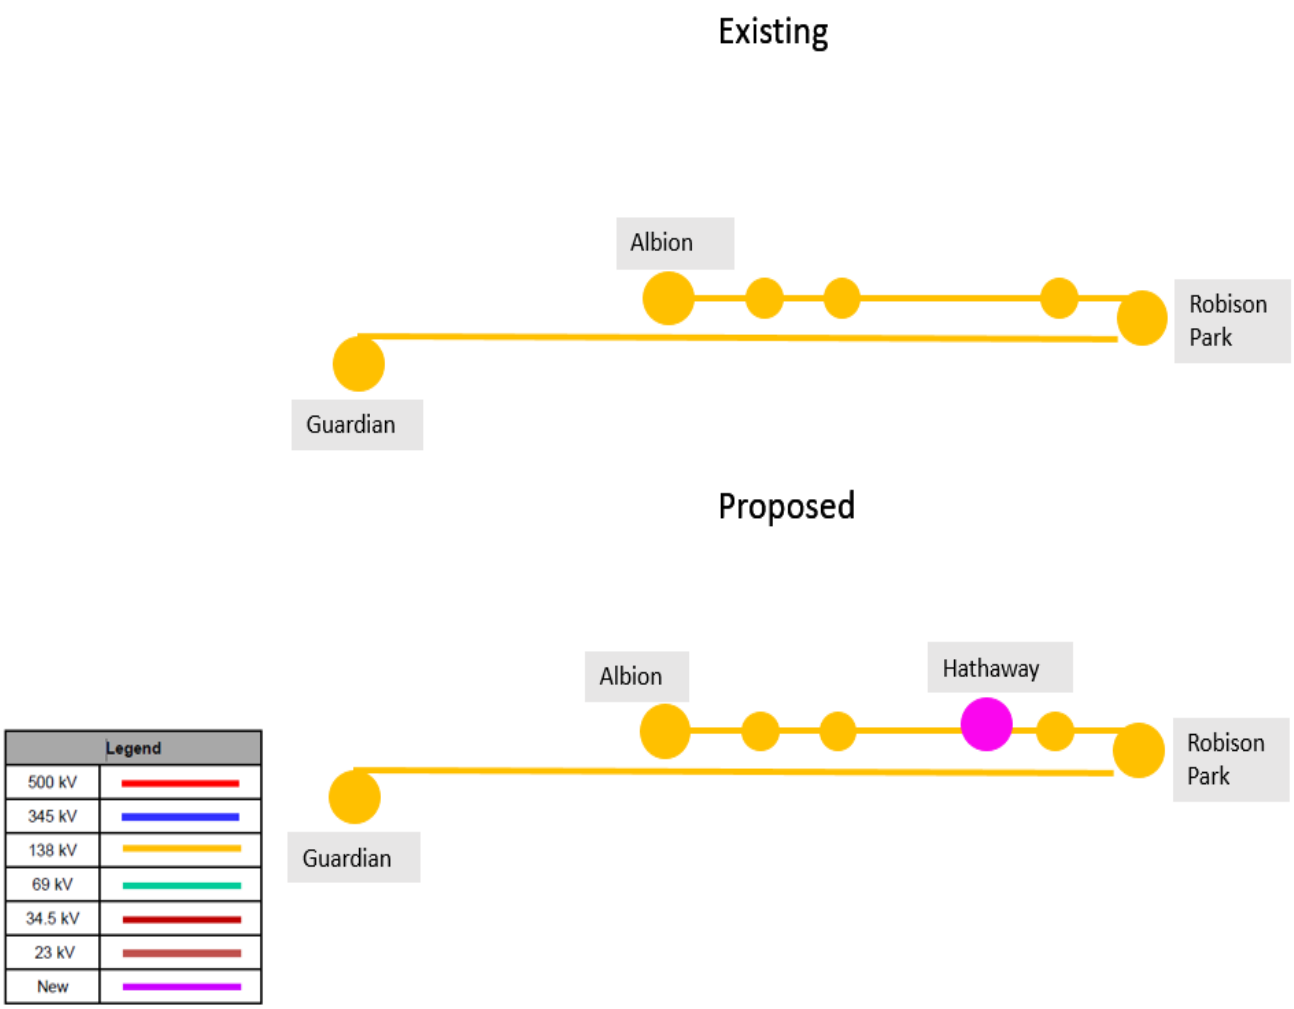 Existing
Albion
Robison
Park
Guardian
Proposed
Albion
Hathaway
Robison
Park
Guardian
Legend
500 kV
345 kV
138 kV
69 kV
34.5 kV
23 kV
New